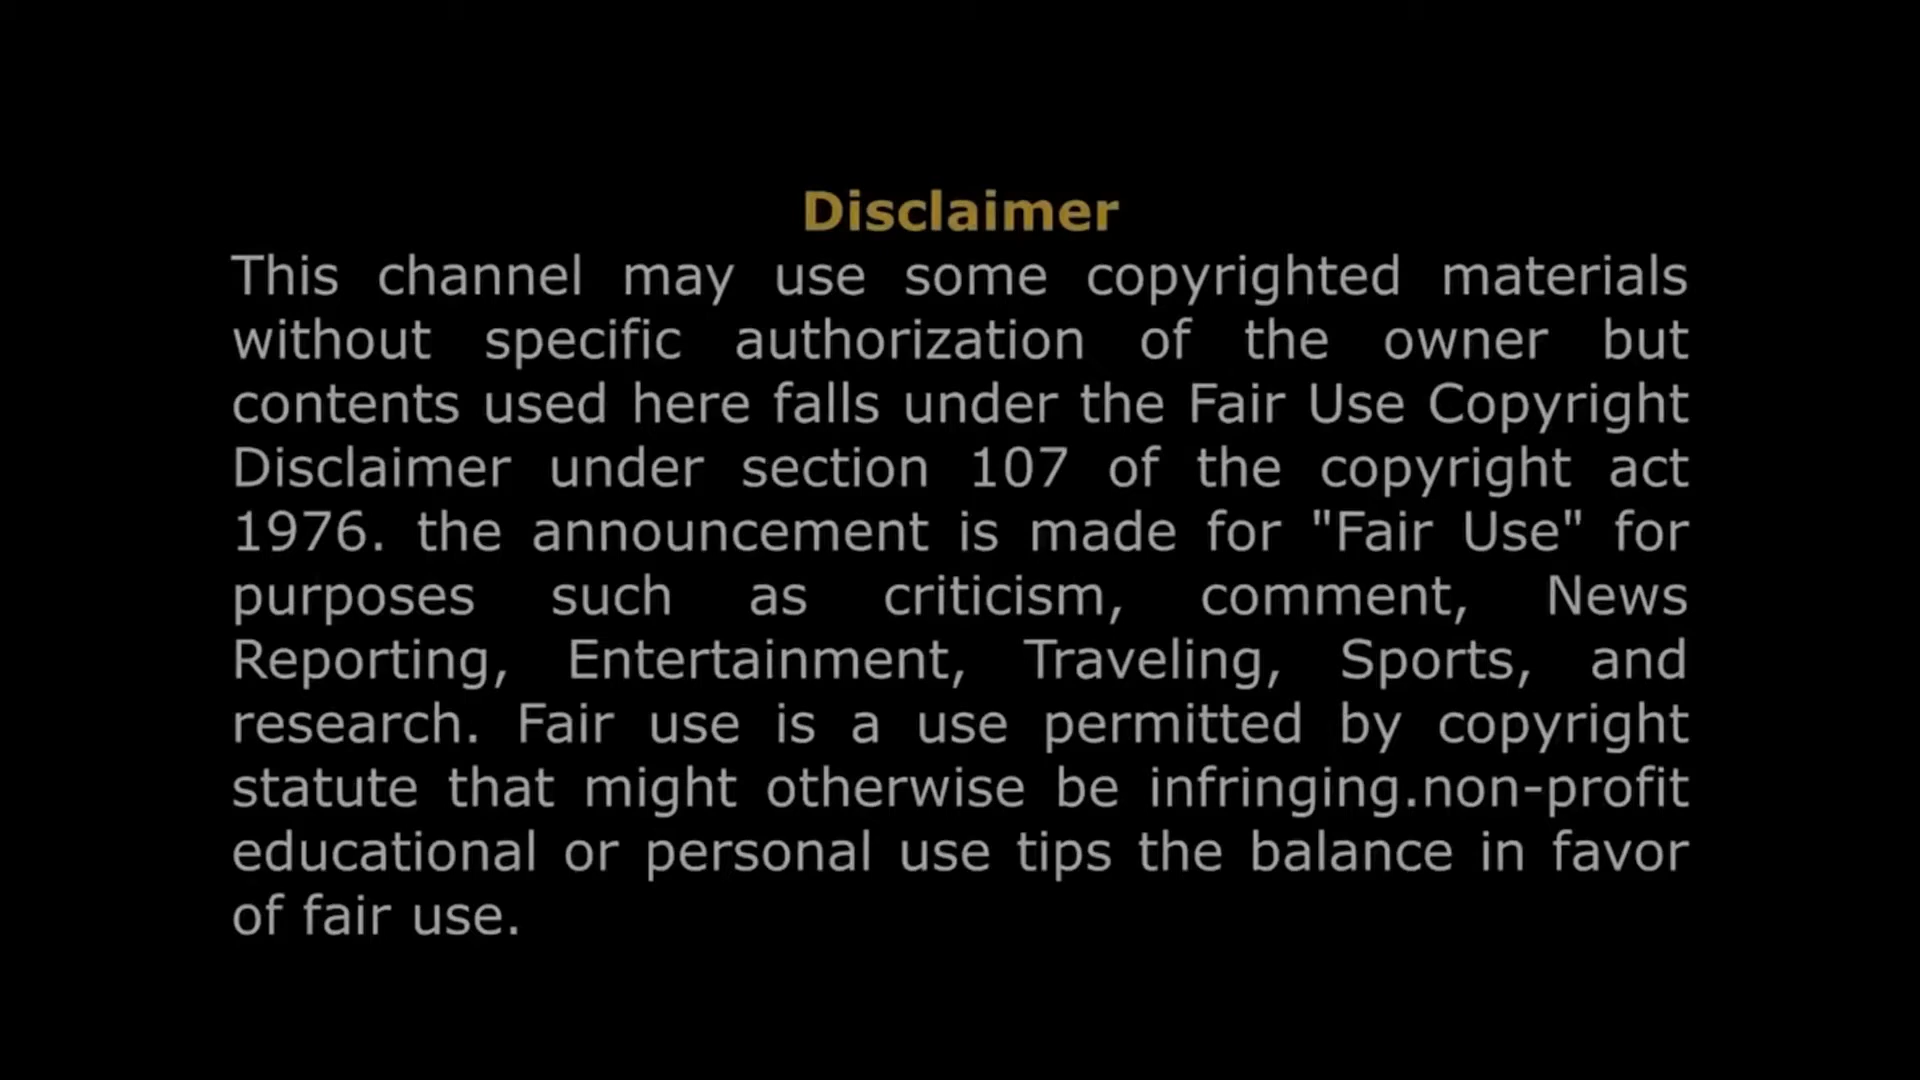 Disclaimer
This channel may use some copyrighted materials
without specific authorization of the owner but
contents used here falls under the Fair Use Copyright
Disclaimer under section 107 of the copyright act
1976. the announcement is made for "Fair Use" for
purposes such as criticism, comment, News
Reporting, Entertainment, Traveling, Sports, and
research. Fair use is a use permitted by copyright
statute that might otherwise be infringing.non-profit
educational or personal use tips the balance in favor
of fair use.